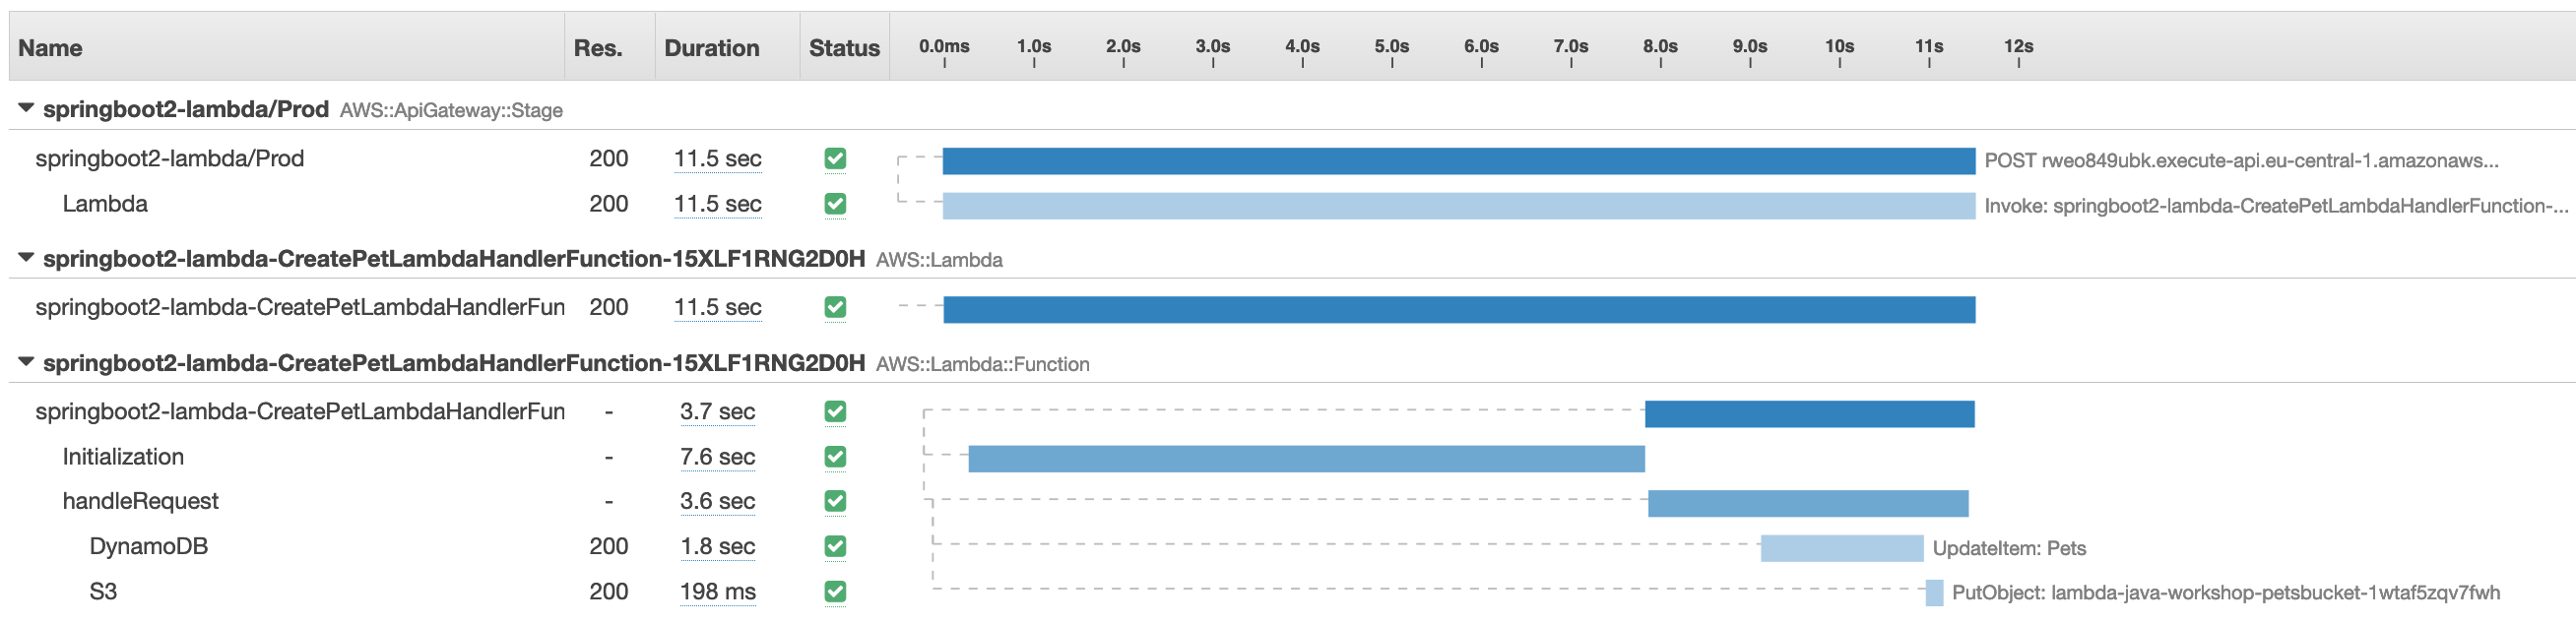 Name Res. Duration Status 0.0ms 1.0s 2.0s 3.0s 4.0s 5.0s 6.0s 7.0s 8.0s 9.0s 10s 11s 12s
springboot2-lambda/Prod AWS::ApiGateway::Stage
springboot2-lambda/Prod 200 11.5 sec POST rweo849ubk.execute-api.eu-central-1.amazonaws...
Lambda 200 11.5 sec Invoke: springboot2-lambda-CreatePetLambdaHandlerFunction-...
springboot2-lambda-CreatePetLambdaHandlerFunction-15XLF1RNG2D0H AWS::Lambda
springboot2-lambda-CreatePetLambdaHandlerFun 200 11.5 sec
springboot2-lambda-CreatePetLambdaHandlerFunction-15XLF1RNG2D0H AWS::Lambda::Function
springboot2-lambda-CreatePetLambdaHandlerFun - 3.7 sec
Initialization - 7.6 sec
handleRequest - 3.6 sec
DynamoDB 200 1.8 sec UpdateItem: Pets
S3 200 198 ms PutObject: lambda-java-workshop-petsbucket-1wtaf5zqv7fwh